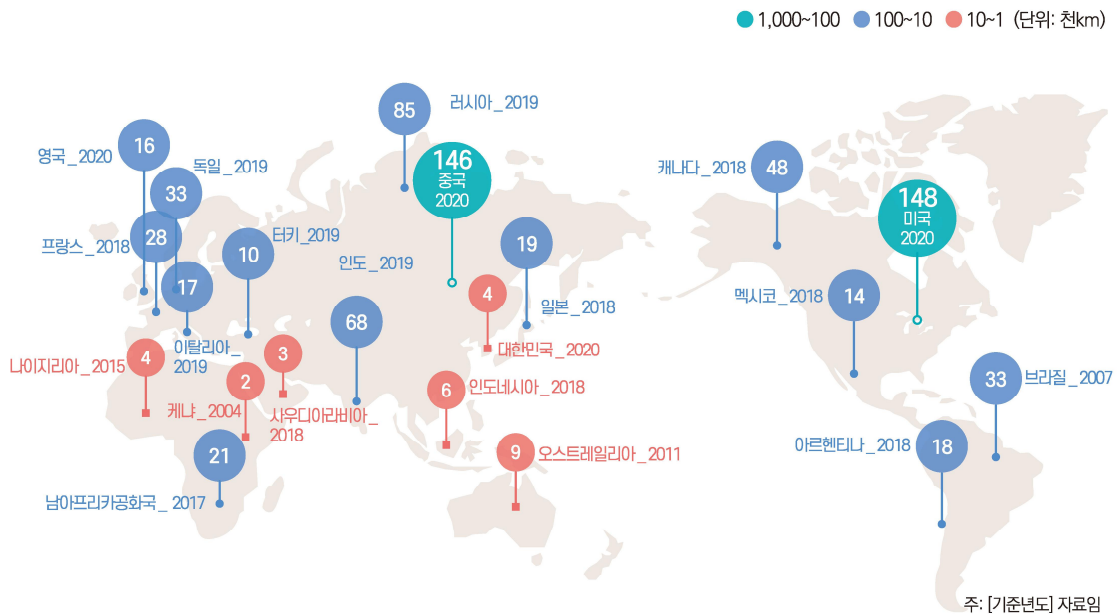 1,000~100 100~10 10~1 (단위: 천km)
85
러시아_2019
16
영국_2020
독일_2019
33
146
중국
2020
캐나다_2018
48
148
미국
2020
프랑스_2018
28
터키_2019
10
인도_2019
19
일본_2018
17
이탈리아_
2019
68
4
대한민국_2020
멕시코_2018
14
나이지리아_2015
4
3
사우디아라비아_
2018
2
케냐_2004
6
인도네시아_2018
33
브라질_2007
21
남아프리카공화국_2017
9
오스트레일리아_2011
아르헨티나_2018
18
주: [기준년도] 자료임